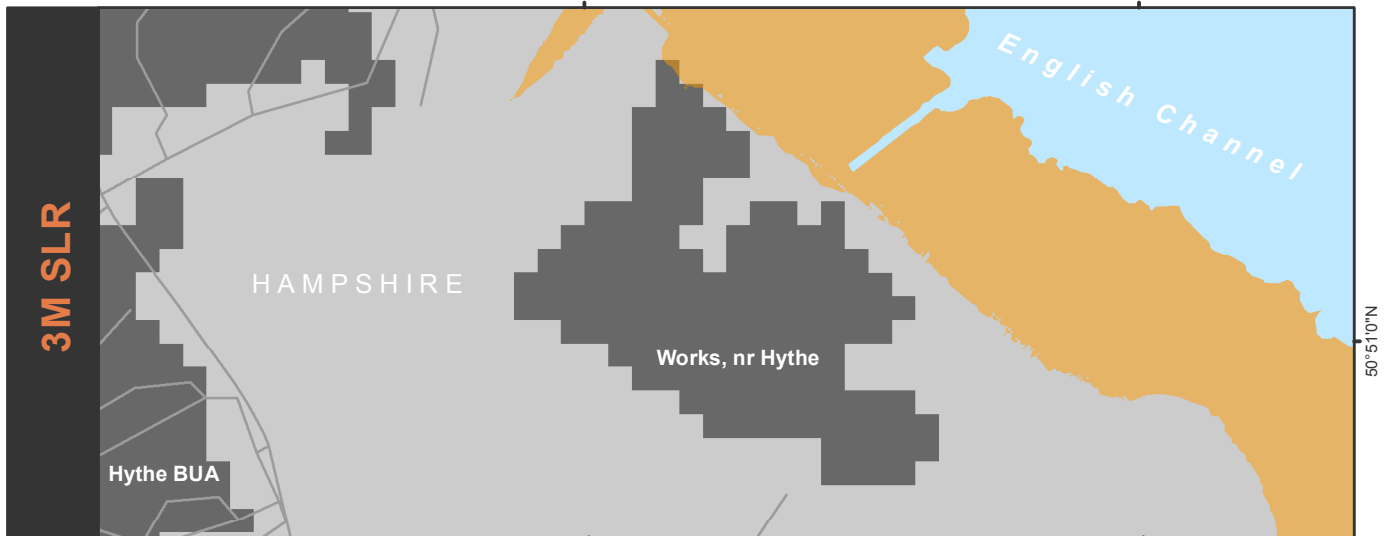 3M SLR
English Channel
HAMPSHIRE
Works, nr Hythe
Hythe BUA
50°51'0"N